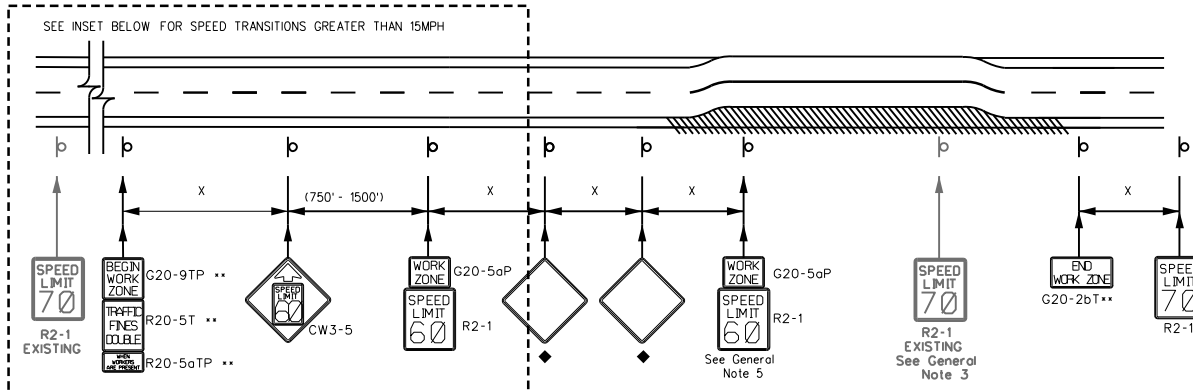 SEE INSET BELOW FOR SPEED TRANSITIONS GREATER THAN 15MPH
X
(750' - 1500')
X
X
X
X
SPEED
LIMIT
70
R2-1
EXISTING
BEGIN
WORK
ZONE
G20-9TP **
TRAFFIC
FINES
DOUBLE
R20-5T **
WHEN
WORKERS
ARE PRESENT
R20-5aTP **
SPEED
LIMIT
60
CW3-5
WORK
ZONE
G20-5aP
SPEED
LIMIT
60
R2-1
WORK
ZONE
G20-5aP
SPEED
LIMIT
60
R2-1
See General
Note 5
SPEED
LIMIT
70
R2-1
EXISTING
See General
Note 3
END
WORK ZONE
G20-2bT**
SPEE
LIMI
70
R2-1